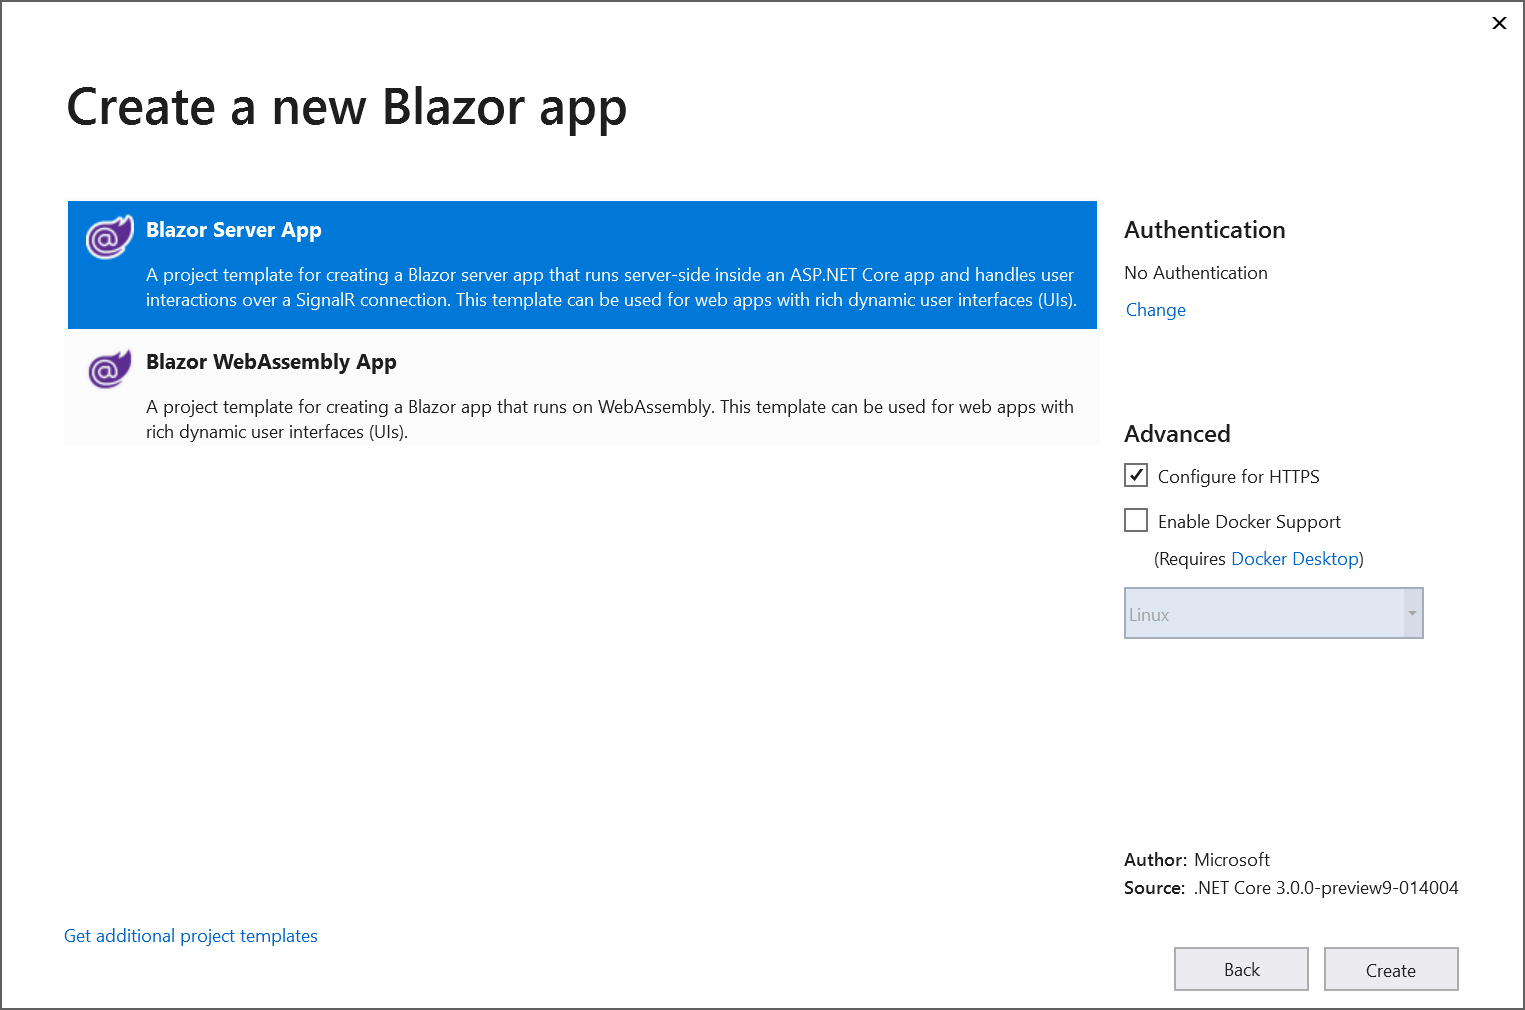 Create a new Blazor app
Blazor Server App
A project template for creating a Blazor server app that runs server-side inside an ASP.NET Core app and handles user
interactions over a SignalR connection. This template can be used for web apps with rich dynamic user interfaces (UIs).
Blazor WebAssembly App
A project template for creating a Blazor app that runs on WebAssembly. This template can be used for web apps with
rich dynamic user interfaces (UIs).
Authentication
No Authentication
Change
Advanced
Configure for HTTPS
Enable Docker Support
(Requires Docker Desktop)
Linux
Author: Microsoft
Source: .NET Core 3.0.0-preview9-014004
Get additional project templates
Back
Create